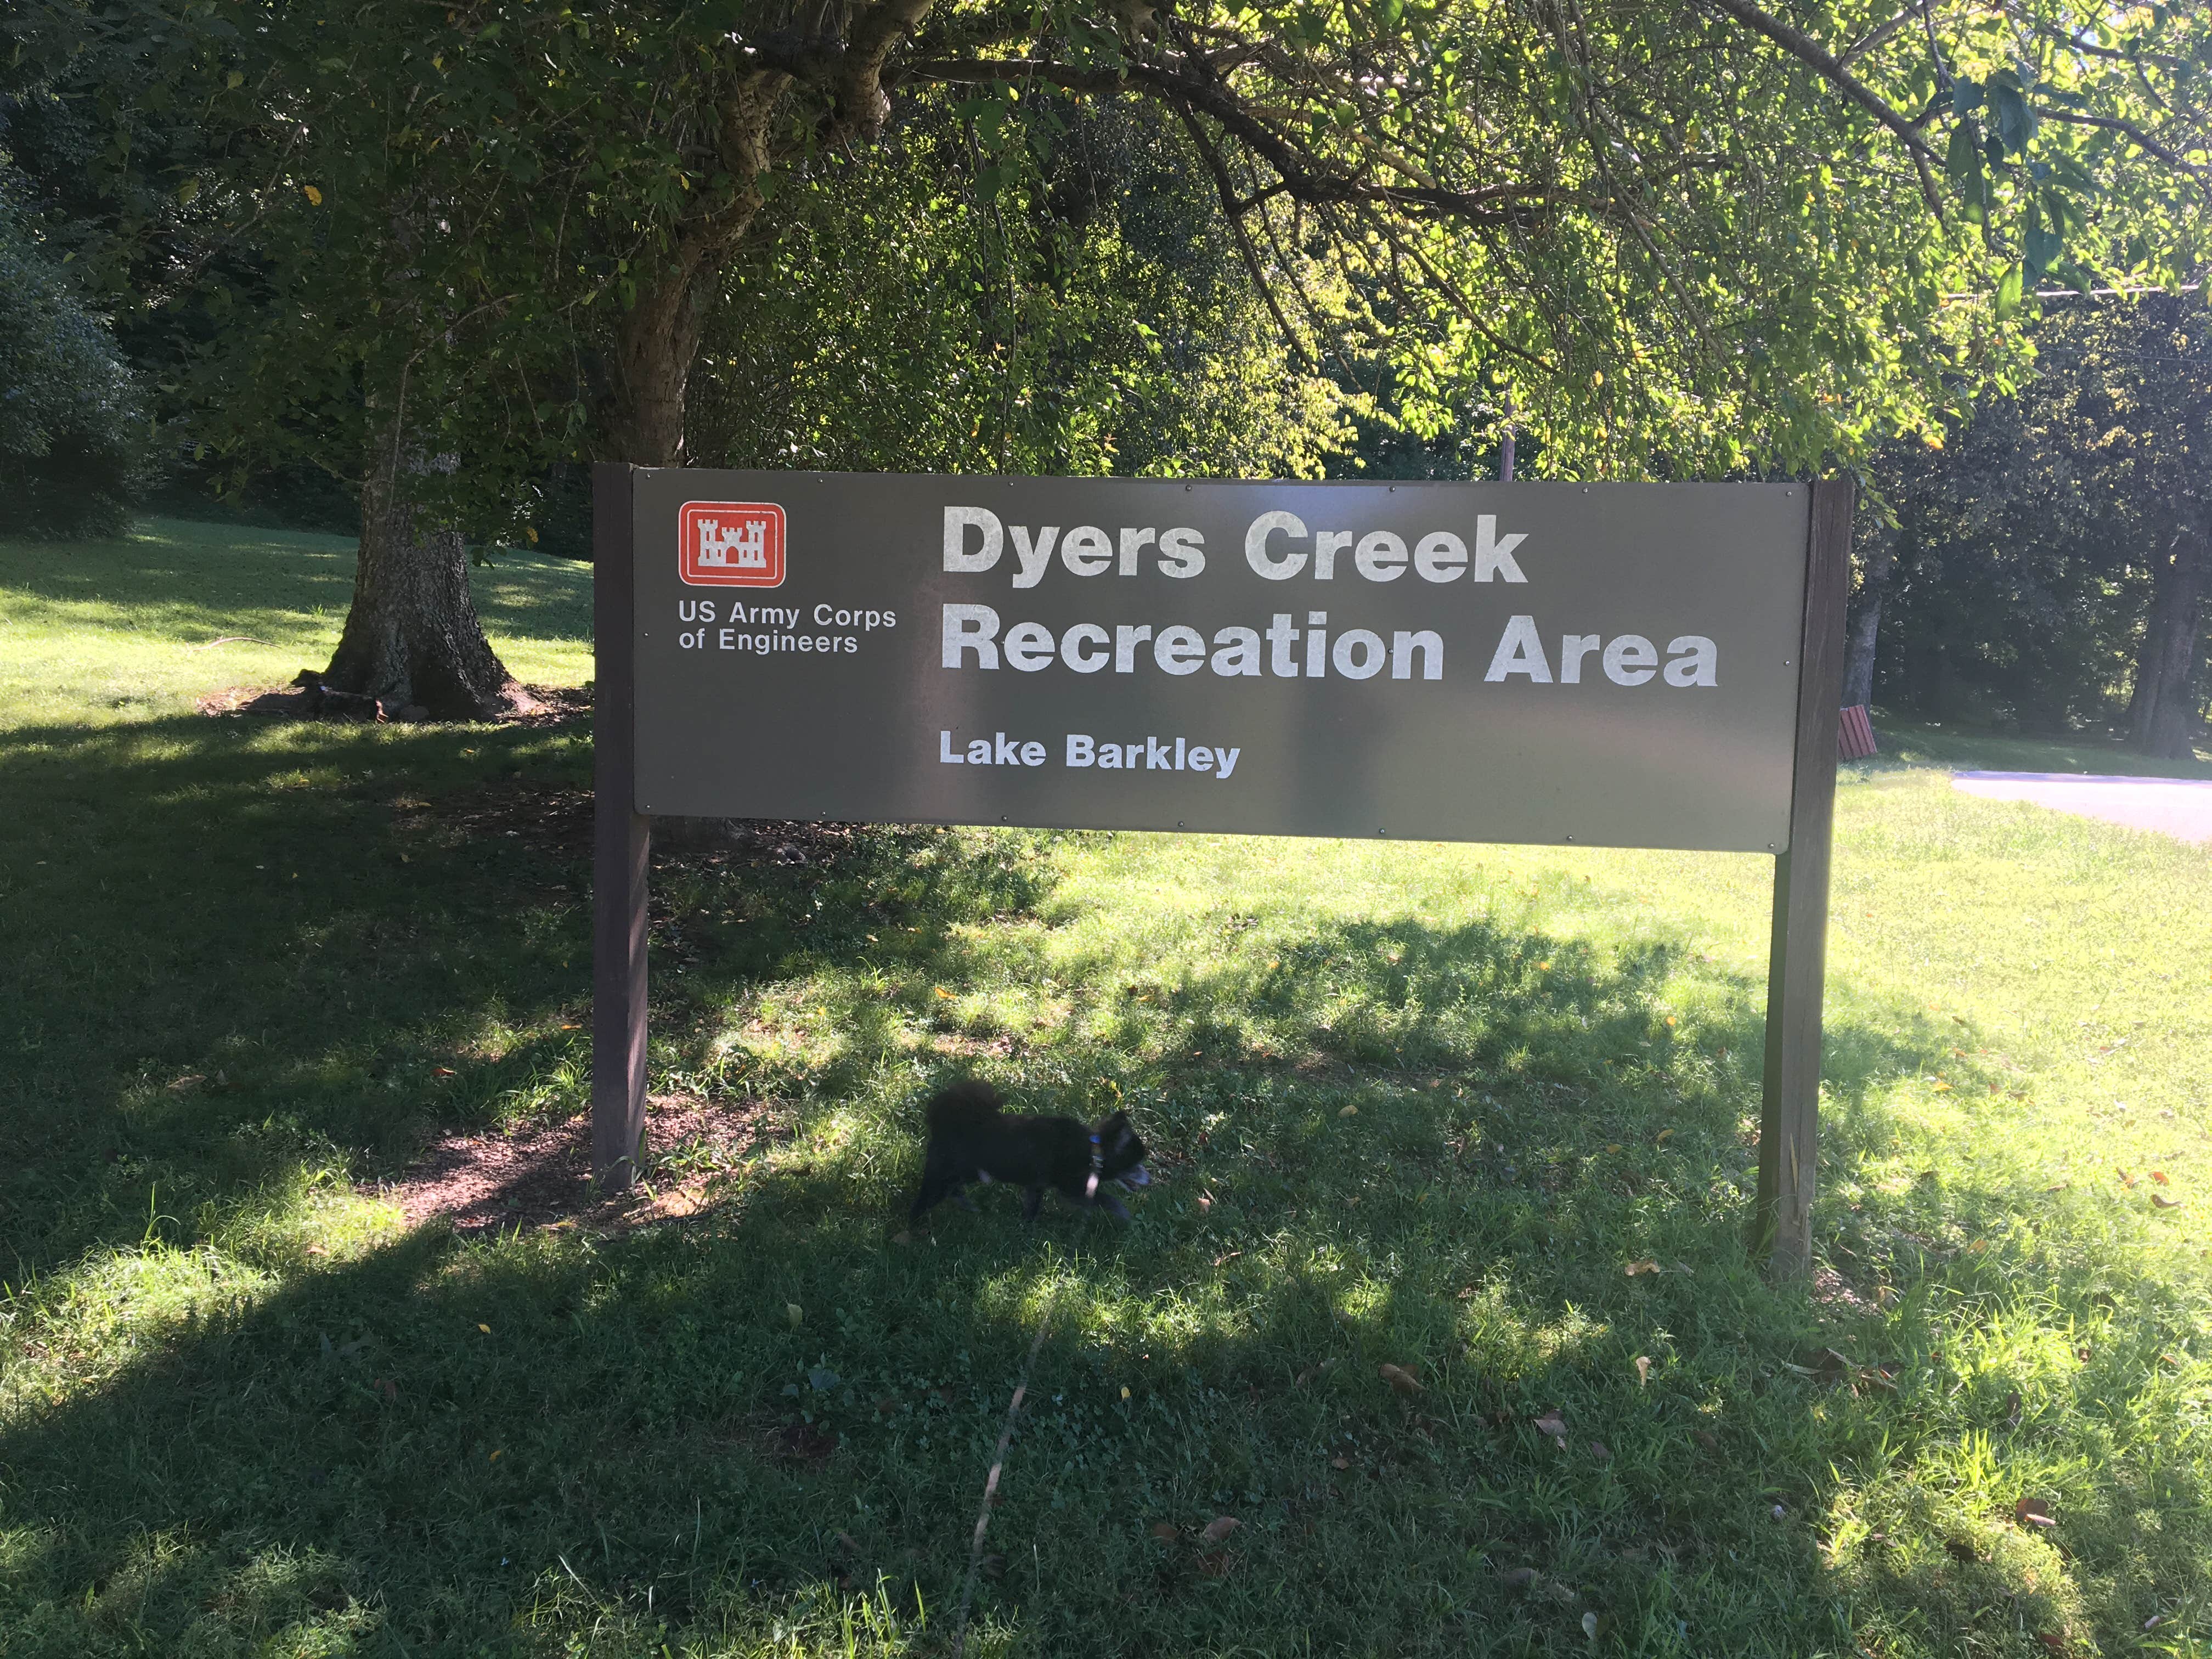 US Army Corps
of Engineers
Dyers Creek
Recreation Area
Lake Barkley